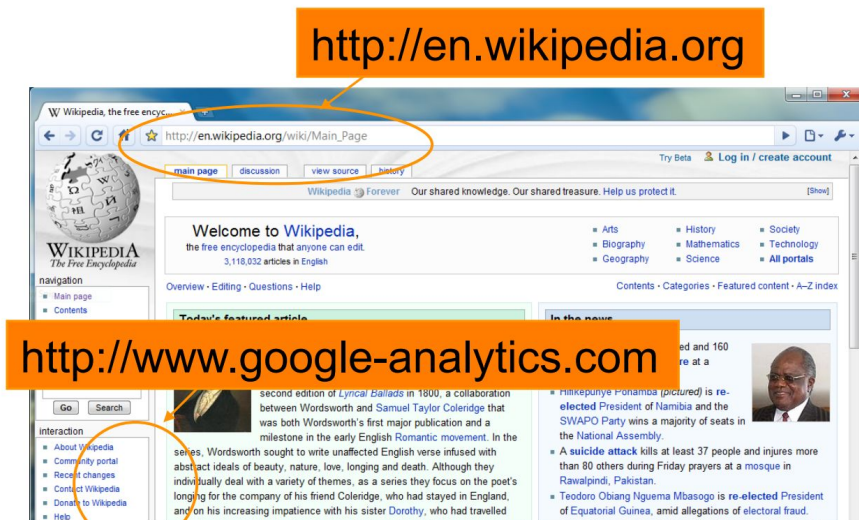 http://en.wikipedia.org
Wikipedia, the free ency...
http://en.wikipedia.org/wiki/Main_Page
Try Beta Log in / create account
main page discussion view source history
Wikipedia Forever Our shared knowledge. Our shared treasure. Help us protect it. [Show]
WIKIPEDIA
The Free Encyclopedia
Welcome to Wikipedia,
the free encyclopedia that anyone can edit.
3,118,032 articles in English
Arts
Biography
Geography
History
Mathematics
Science
Society
Technology
All portals
navigation
Main page
Contents
Overview · Editing · Questions · Help
Contents · Categories · Featured content · A–Z index
Today's featured article
In the news
http://www.google-analytics.com
Go Search
interaction
About Wikipedia
Community portal
Recent changes
Contact Wikipedia
Donate to Wikipedia
Help
second edition of Lyrical Ballads in 1800, a collaboration
between Wordsworth and Samuel Taylor Coleridge that
was both Wordsworth's first major publication and a
milestone in the early English Romantic movement. In the
series, Wordsworth sought to write unaffected English verse infused with
abstract ideals of beauty, nature, love, longing and death. Although they
individually deal with a variety of themes, as a series they focus on the poet's
longing for the company of his friend Coleridge, who had stayed in England,
and on his increasing impatience with his sister Dorothy, who had travelled
ed and 160
re at a
Hifikepunye Pohamba (pictured) is re-
elected President of Namibia and the
SWAPO Party wins a majority of seats in
the National Assembly.
A suicide attack kills at least 37 people and injures more
than 80 others during Friday prayers at a mosque in
Rawalpindi, Pakistan.
Teodoro Obiang Nguema Mbasogo is re-elected President
of Equatorial Guinea, amid allegations of electoral fraud.